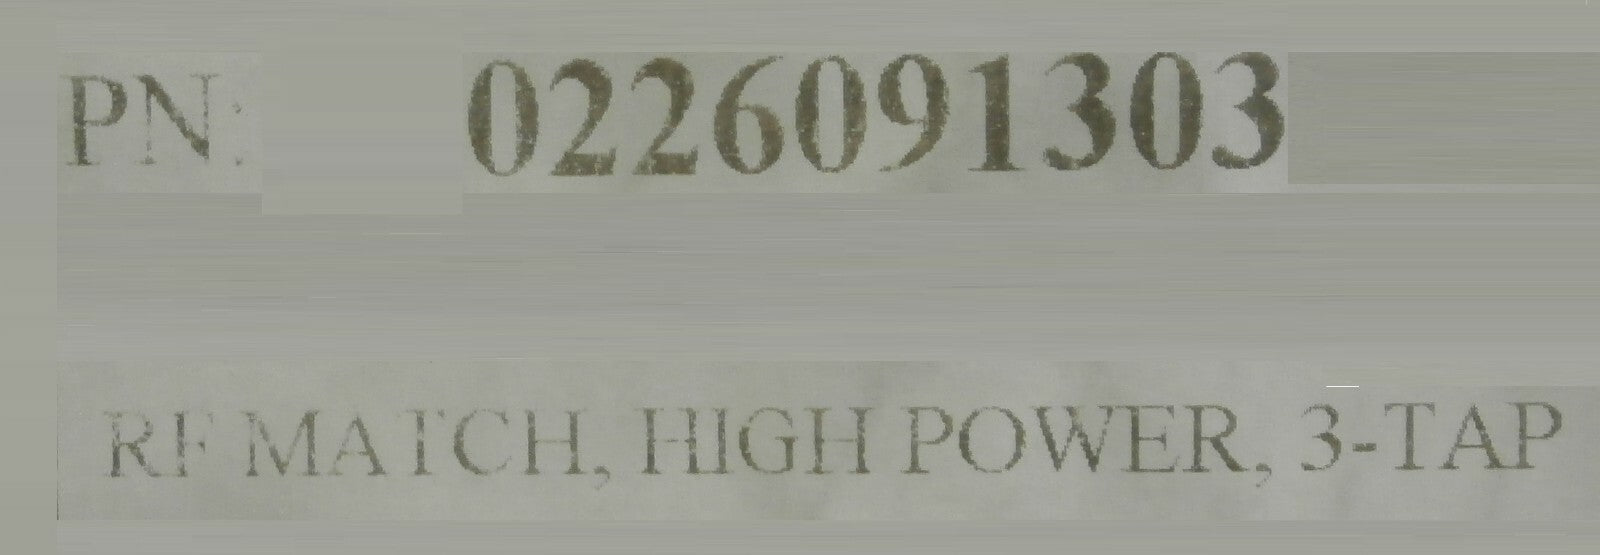 PN: 0226091303
RF MATCH, HIGH POWER, 3-TAP